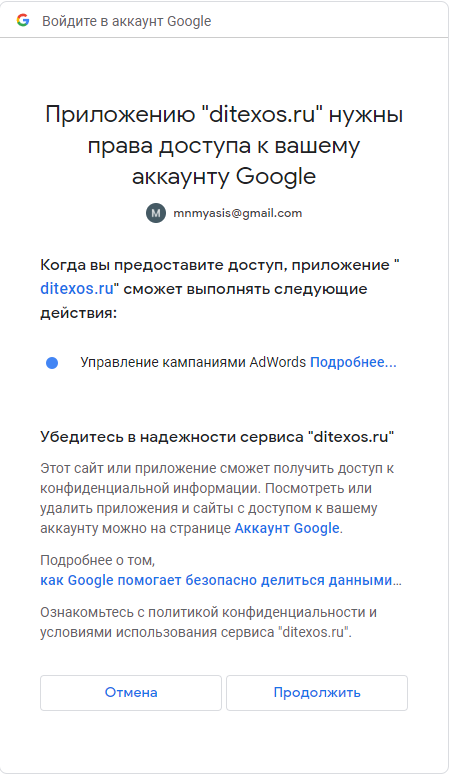 Войдите в аккаунт Google
Приложению "ditexos.ru" нужны
права доступа к вашему
аккаунту Google
M mnmyasis@gmail.com
Когда вы предоставите доступ, приложение "
ditexos.ru" сможет выполнять следующие
действия:
Управление кампаниями AdWords Подробнее...
Убедитесь в надежности сервиса "ditexos.ru"
Этот сайт или приложение сможет получить доступ к
конфиденциальной информации. Посмотреть или
удалить приложения и сайты с доступом к вашему
аккаунту можно на странице Аккаунт Google.
Подробнее о том,
как Google помогает безопасно делиться данными...
Ознакомьтесь с политикой конфиденциальности и
условиями использования сервиса "ditexos.ru".
Отмена Продолжить